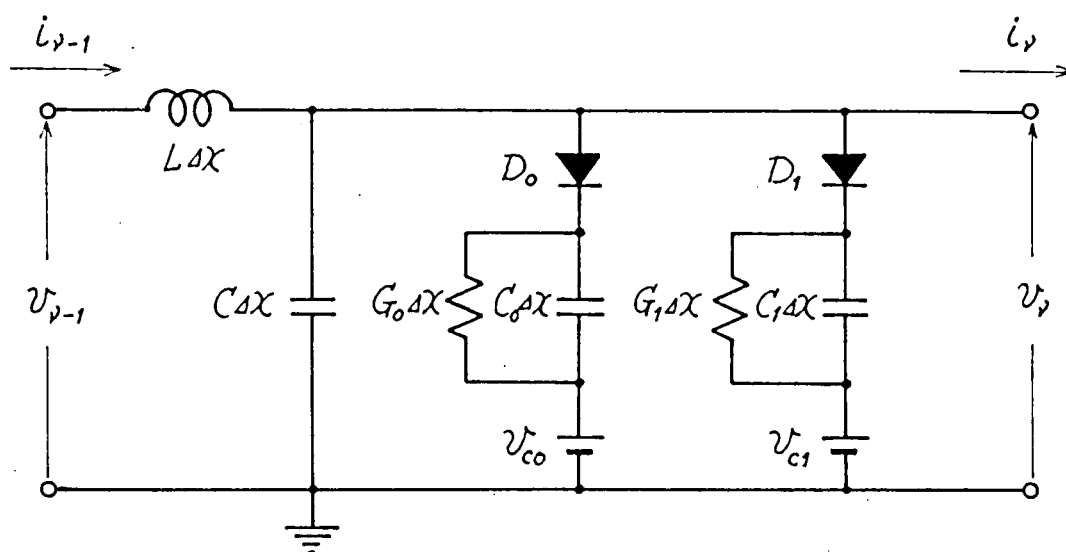 i_{ν-1}
i_ν
LΔX
D_0
D_1
v_{ν-1}
CΔX
G_0ΔX
C_0ΔX
G_1ΔX
C_1ΔX
v_ν
v_{c0}
v_{c1}